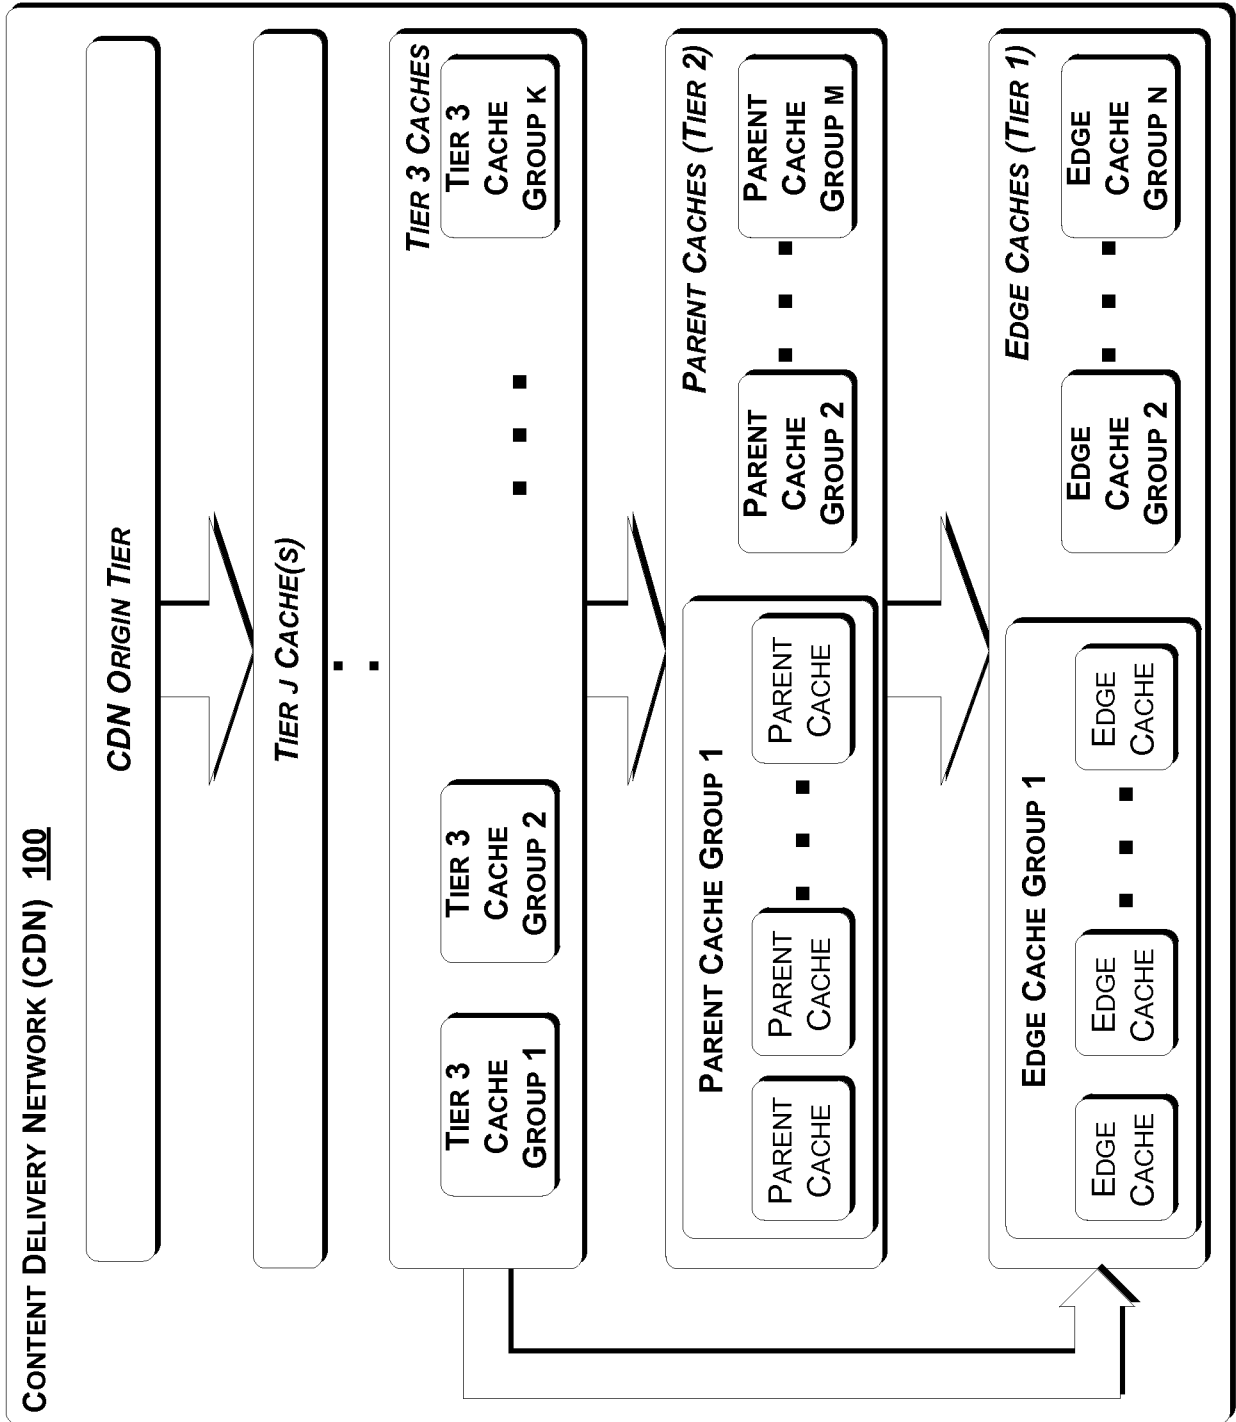 CONTENT DELIVERY NETWORK (CDN) 100
CDN ORIGIN TIER
TIER J CACHE(S)
TIER 3 CACHES
TIER 3
CACHE
GROUP 1
TIER 3
CACHE
GROUP 2
TIER 3
CACHE
GROUP K
PARENT CACHES (TIER 2)
PARENT CACHE GROUP 1
PARENT
CACHE
PARENT
CACHE
PARENT
CACHE
PARENT
CACHE
GROUP 2
PARENT
CACHE
GROUP M
EDGE CACHES (TIER 1)
EDGE CACHE GROUP 1
EDGE
CACHE
EDGE
CACHE
EDGE
CACHE
EDGE
CACHE
GROUP 2
EDGE
CACHE
GROUP N